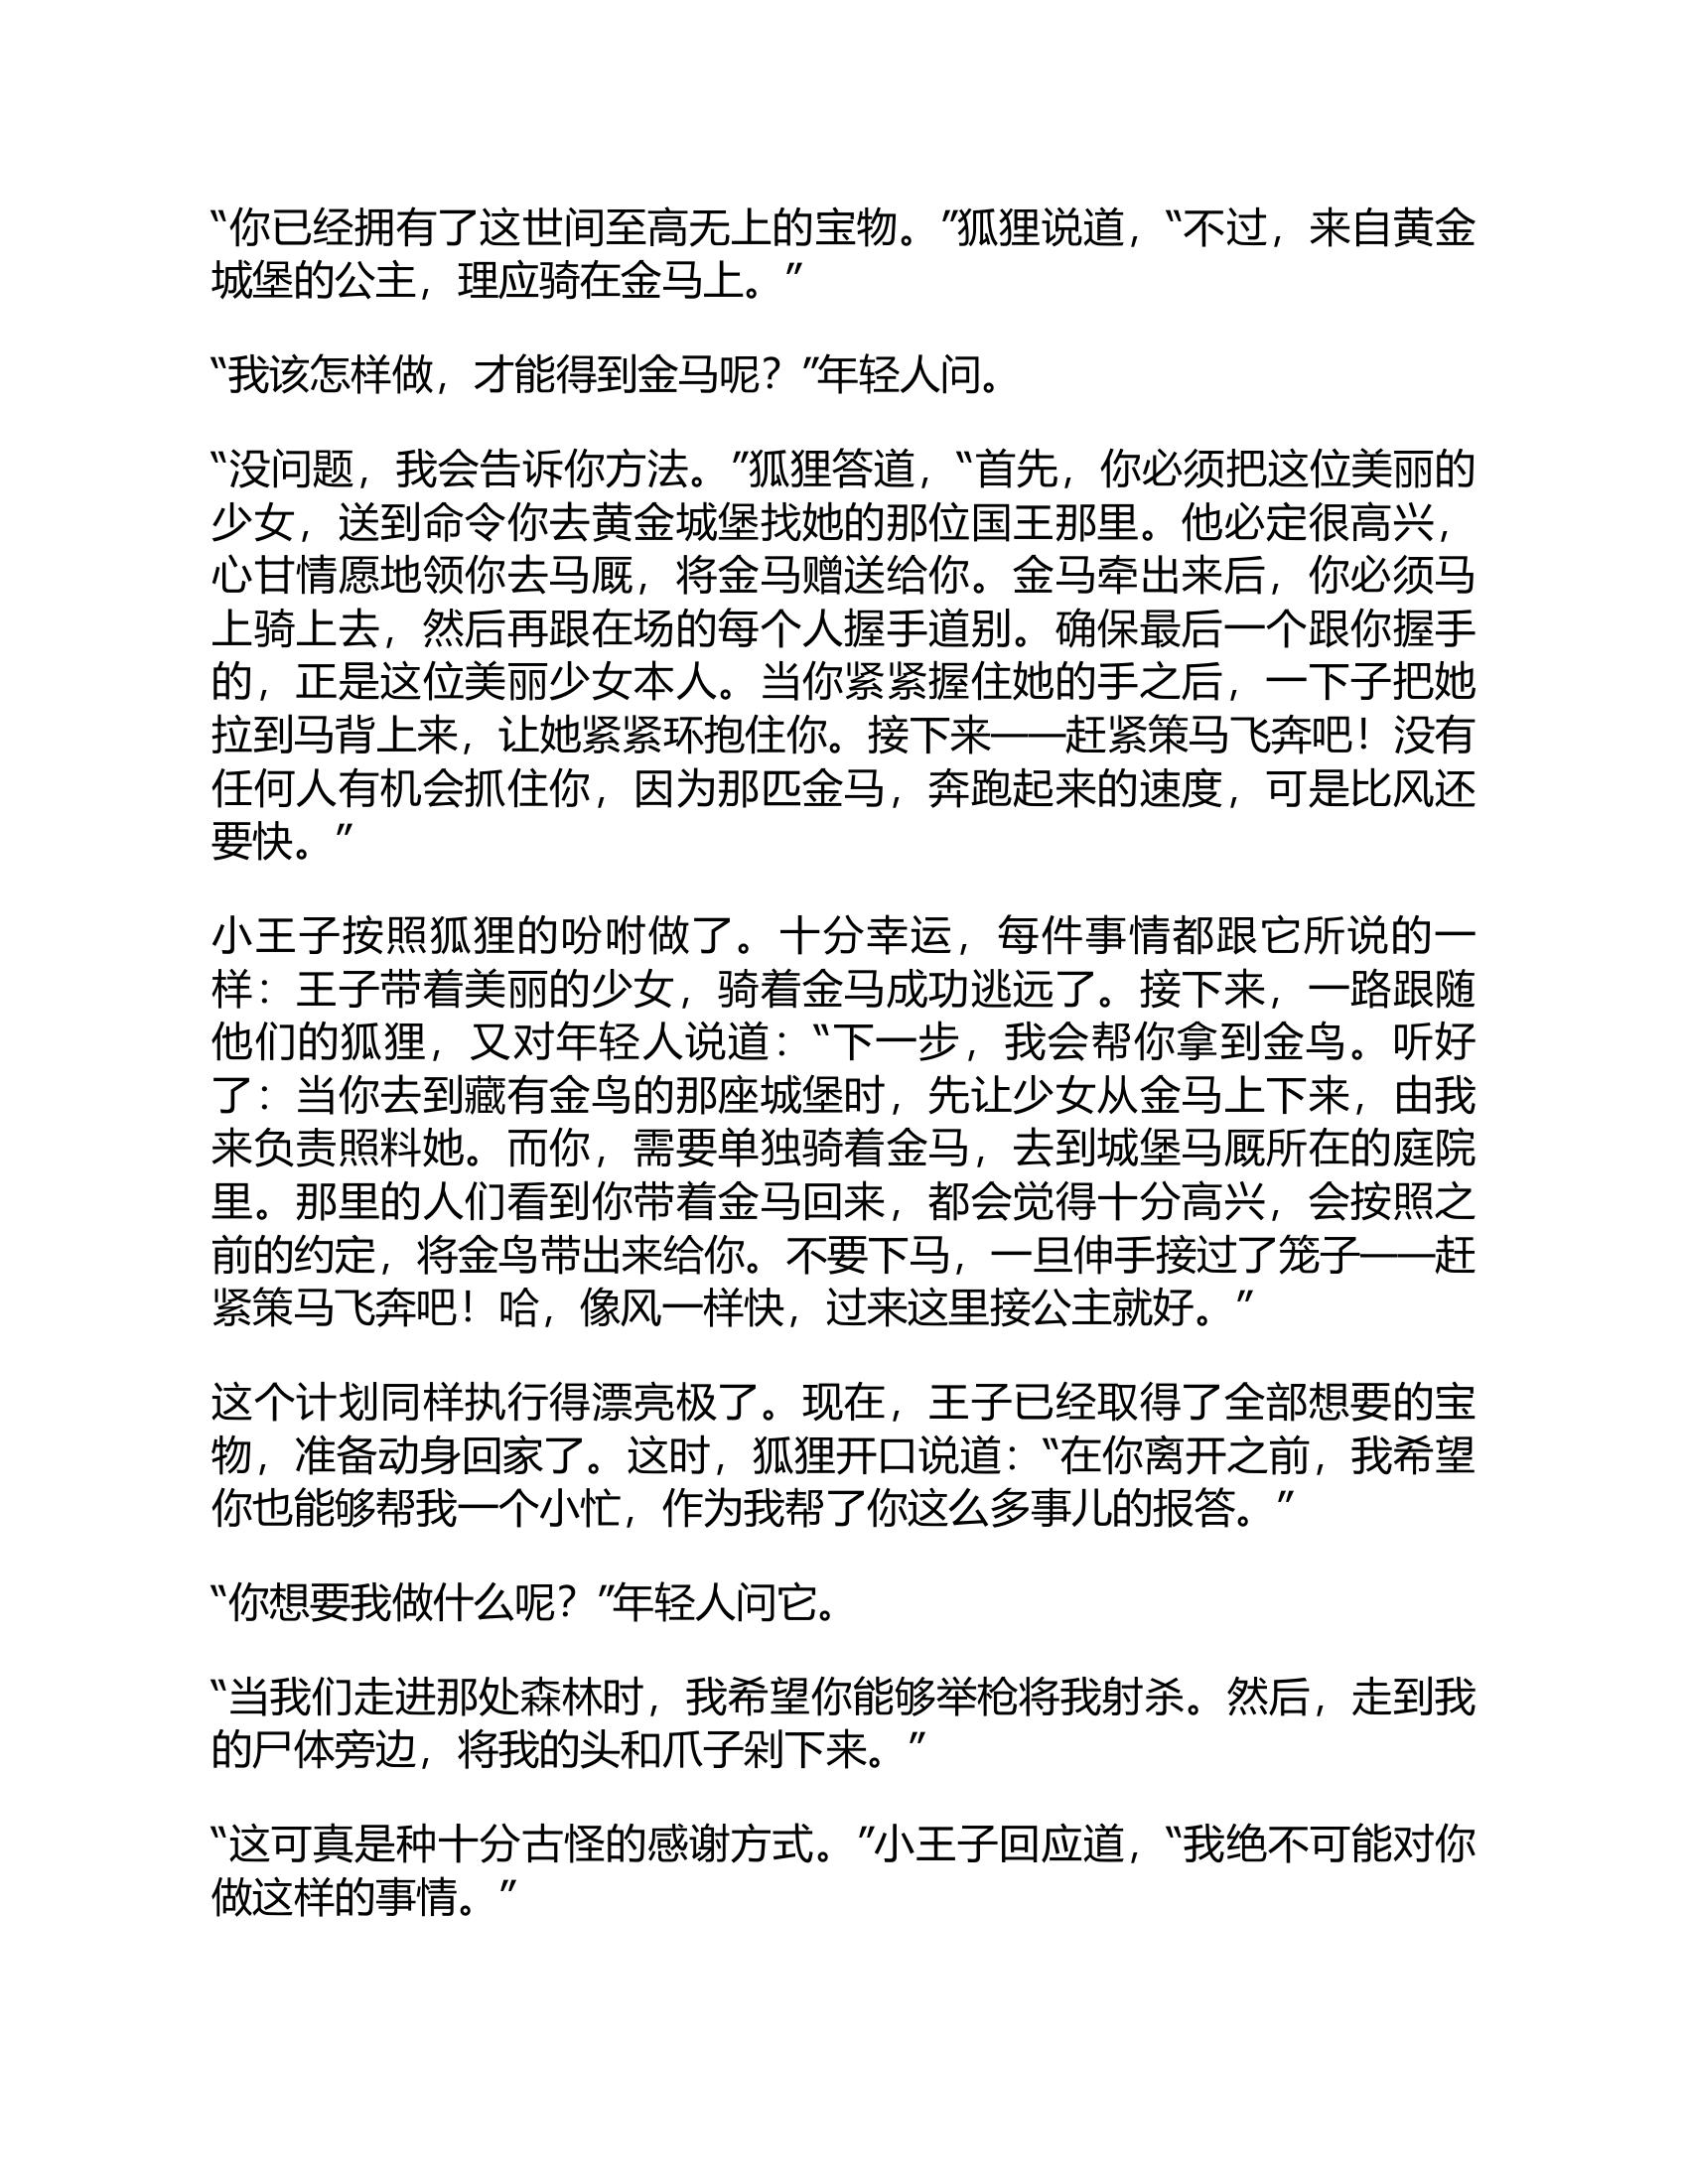 “你已经拥有了这世间至高无上的宝物。”狐狸说道，“不过，来自黄金
城堡的公主，理应骑在金马上。”
“我该怎样做，才能得到金马呢？”年轻人问。
“没问题，我会告诉你方法。”狐狸答道，“首先，你必须把这位美丽的
少女，送到命令你去黄金城堡找她的那位国王那里。他必定很高兴，
心甘情愿地领你去马厩，将金马赠送给你。金马牵出来后，你必须马
上骑上去，然后再跟在场的每个人握手道别。确保最后一个跟你握手
的，正是这位美丽少女本人。当你紧紧握住她的手之后，一下子把她
拉到马背上来，让她紧紧环抱住你。接下来——赶紧策马飞奔吧！没有
任何人有机会抓住你，因为那匹金马，奔跑起来的速度，可是比风还
要快。”
小王子按照狐狸的吩咐做了。十分幸运，每件事情都跟它所说的一
样：王子带着美丽的少女，骑着金马成功逃远了。接下来，一路跟随
他们的狐狸，又对年轻人说道：“下一步，我会帮你拿到金鸟。听好
了：当你去到藏有金鸟的那座城堡时，先让少女从金马上下来，由我
来负责照料她。而你，需要单独骑着金马，去到城堡马厩所在的庭院
里。那里的人们看到你带着金马回来，都会觉得十分高兴，会按照之
前的约定，将金鸟带出来给你。不要下马，一旦伸手接过了笼子——赶
紧策马飞奔吧！哈，像风一样快，过来这里接公主就好。”
这个计划同样执行得漂亮极了。现在，王子已经取得了全部想要的宝
物，准备动身回家了。这时，狐狸开口说道：“在你离开之前，我希望
你也能够帮我一个小忙，作为我帮了你这么多事儿的报答。”
“你想要我做什么呢？”年轻人问它。
“当我们走进那处森林时，我希望你能够举枪将我射杀。然后，走到我
的尸体旁边，将我的头和爪子剁下来。”
“这可真是种十分古怪的感谢方式。”小王子回应道，“我绝不可能对你
做这样的事情。”